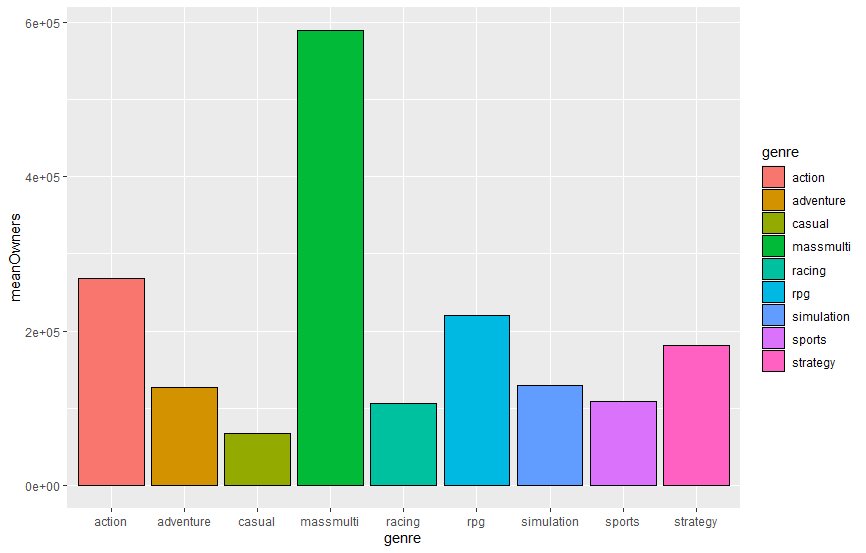 6e+05
4e+05
2e+05
0e+00
meanOwners
action adventure casual massmulti racing rpg simulation sports strategy
genre
genre
action
adventure
casual
massmulti
racing
rpg
simulation
sports
strategy